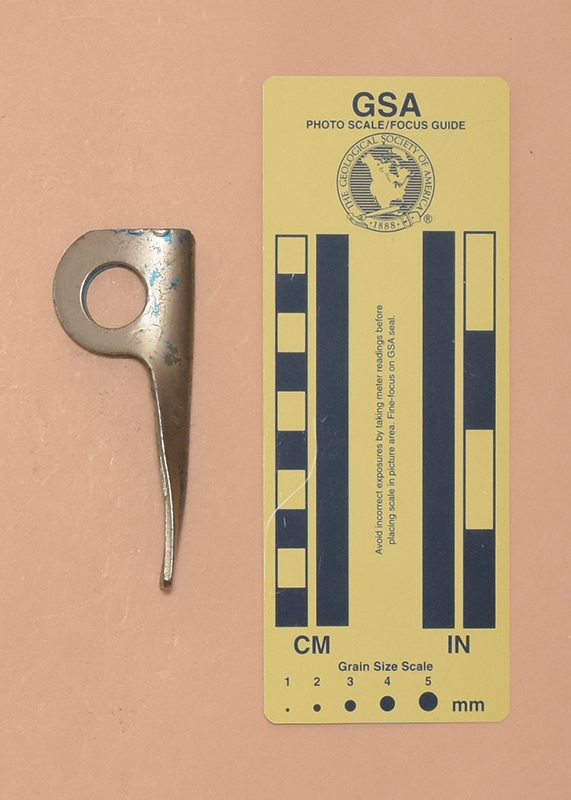 GSA
PHOTO SCALE/FOCUS GUIDE
THE GEOLOGICAL SOCIETY OF AMERICA
·1888·
®
Avoid incorrect exposures by taking meter readings before
placing scale in picture area. Fine-focus on GSA seal.
CM
IN
Grain Size Scale
1 2 3 4 5
mm